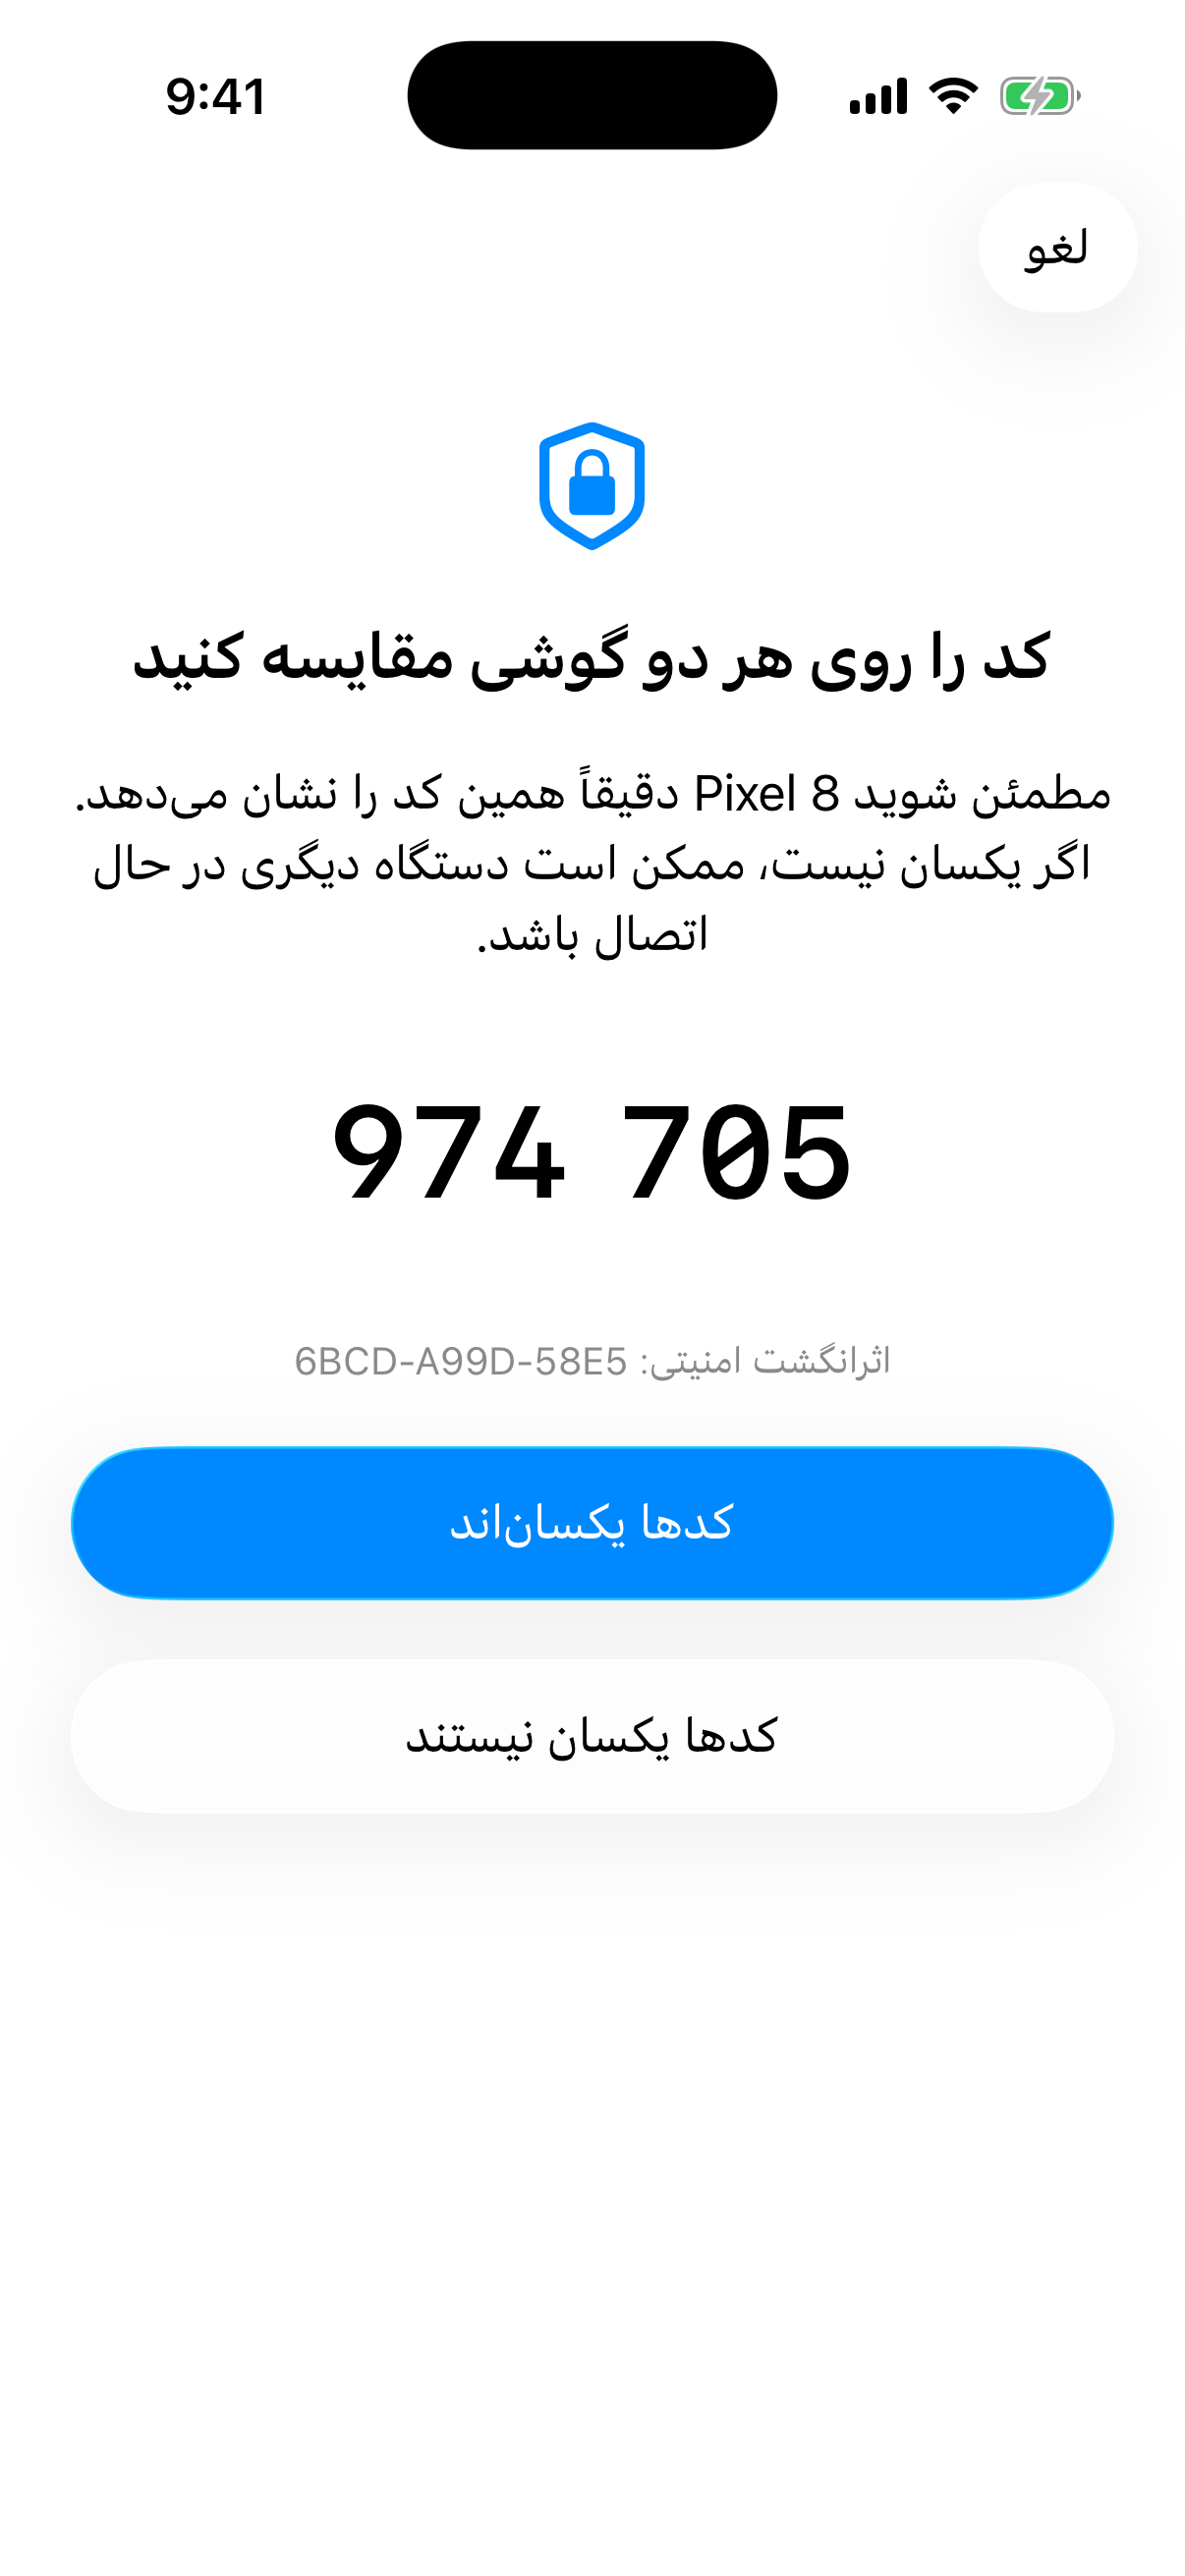 9:41
لغو
کد را روی هر دو گوشی مقایسه کنید
مطمئن شوید Pixel 8 دقیقاً همین کد را نشان می‌دهد.
اگر یکسان نیست، ممکن است دستگاه دیگری در حال
اتصال باشد.
974 705
اثرانگشت امنیتی: 6BCD-A99D-58E5
کدها یکسان‌اند
کدها یکسان نیستند